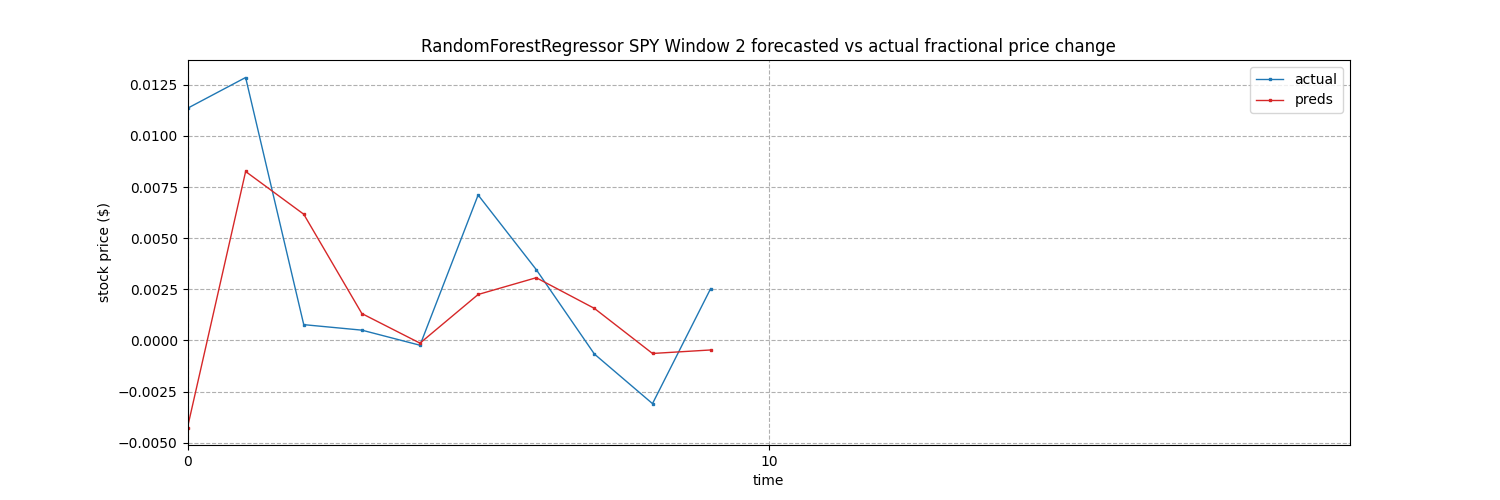 RandomForestRegressor SPY Window 2 forecasted vs actual fractional price change
actual
preds
stock price ($)
0.0125
0.0100
0.0075
0.0050
0.0025
0.0000
−0.0025
−0.0050
0
10
time